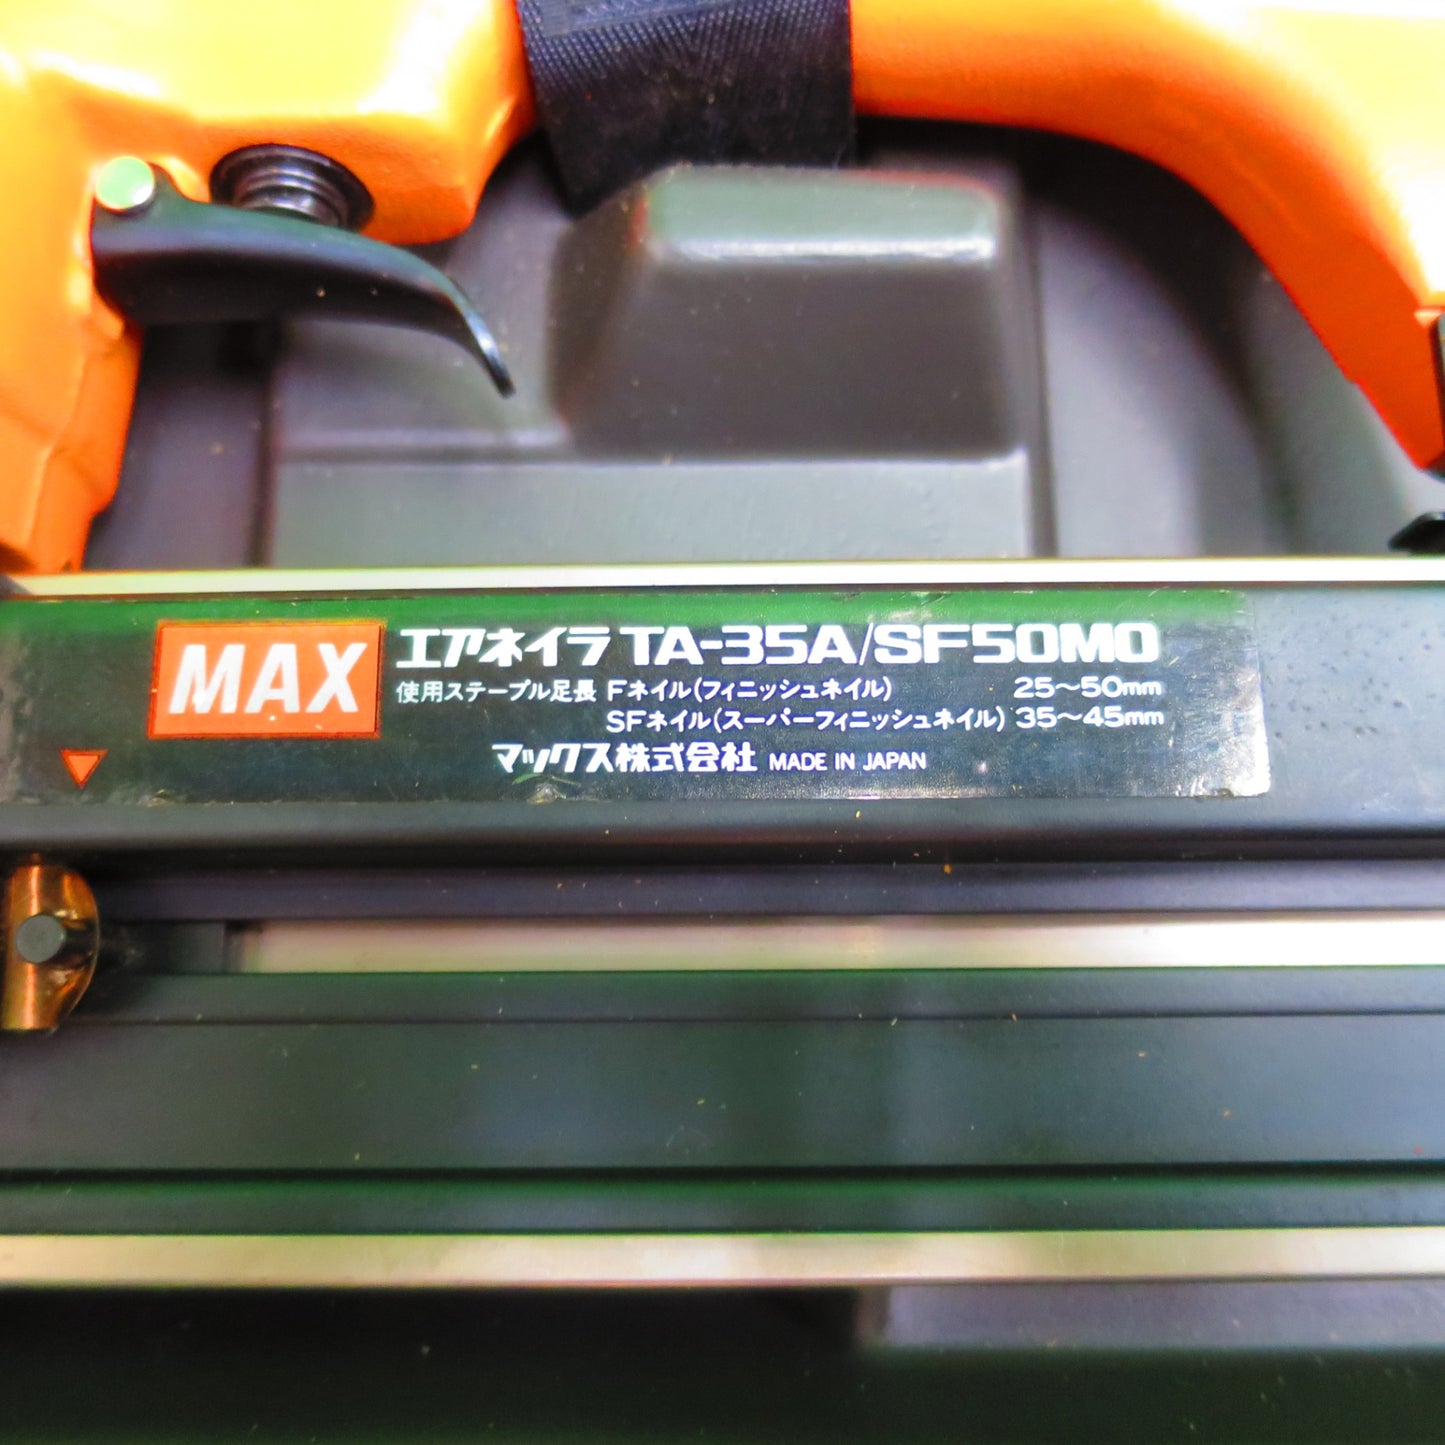 MAX エアネイラ TA-35A/SF50MO
使用ステープル足長 Fネイル(フィニッシュネイル) 25～50mm
SFネイル(スーパーフィニッシュネイル) 35～45mm
マックス株式会社 MADE IN JAPAN